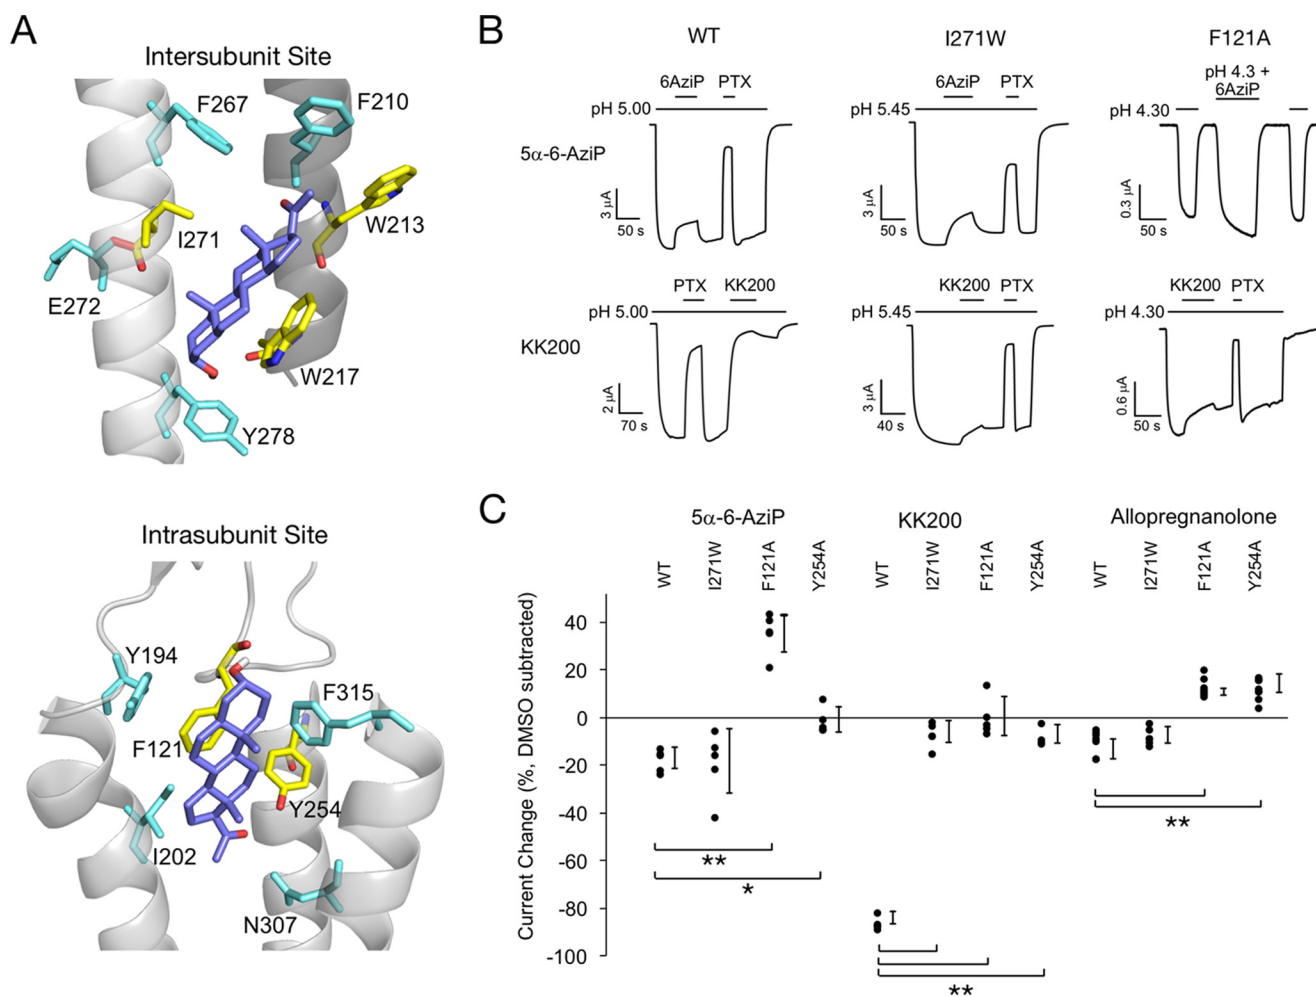 A
Intersubunit Site
F267
F210
I271
W213
E272
W217
Y278
Intrasubunit Site
Y194
F315
F121
Y254
I202
N307
B
WT
I271W
F121A
5α-6-AziP
6AziP
PTX
pH 5.00
3 μA
50 s
6AziP
PTX
pH 5.45
3 μA
50 s
pH 4.3 +
6AziP
pH 4.30
0.3 μA
50 s
KK200
PTX
KK200
pH 5.00
2 μA
70 s
KK200
PTX
pH 5.45
3 μA
40 s
KK200
PTX
pH 4.30
0.6 μA
50 s
C
5α-6-AziP
KK200
Allopregnanolone
WT
I271W
F121A
Y254A
WT
I271W
F121A
Y254A
WT
I271W
F121A
Y254A
Current Change (%, DMSO subtracted)
40
20
0
-20
-40
-60
-80
-100
**
*
**
**